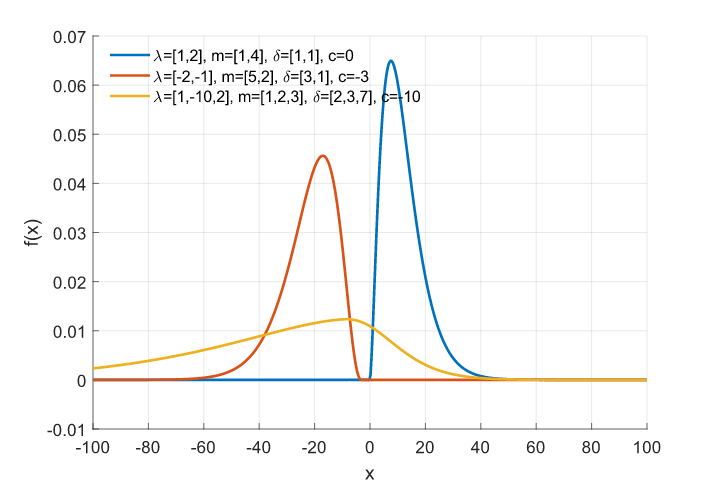 0.07
λ=[1,2], m=[1,4], δ=[1,1], c=0
λ=[-2,-1], m=[5,2], δ=[3,1], c=-3
λ=[1,-10,2], m=[1,2,3], δ=[2,3,7], c=-10
0.06
0.05
0.04
0.03
f(x)
0.02
0.01
0
-0.01
-100 -80 -60 -40 -20 0 20 40 60 80 100
x